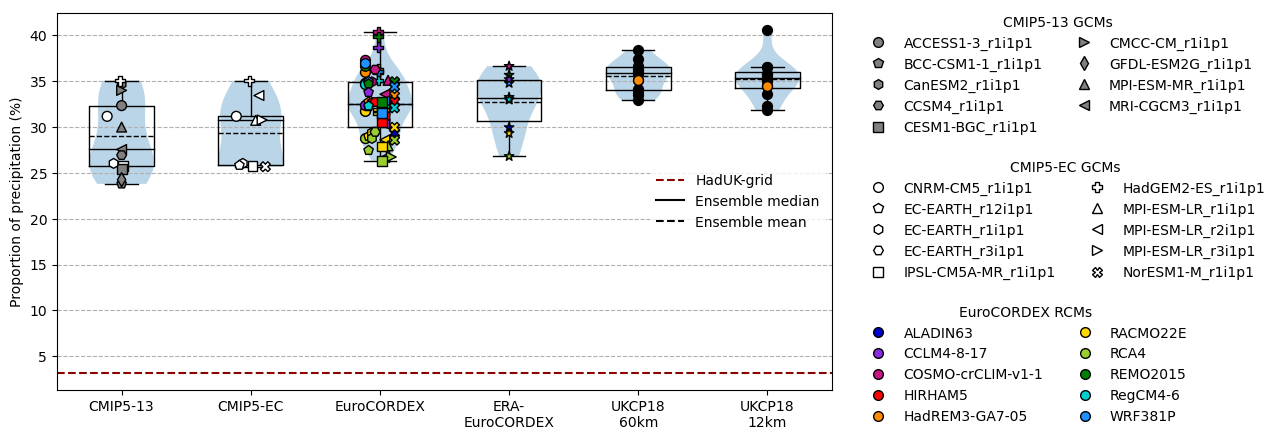 Proportion of precipitation (%)
40
35
30
25
20
15
10
5
CMIP5-13
CMIP5-EC
EuroCORDEX
ERA-
EuroCORDEX
UKCP18
60km
UKCP18
12km
HadUK-grid
Ensemble median
Ensemble mean
CMIP5-13 GCMs
ACCESS1-3_r1i1p1
BCC-CSM1-1_r1i1p1
CanESM2_r1i1p1
CCSM4_r1i1p1
CESM1-BGC_r1i1p1
CMCC-CM_r1i1p1
GFDL-ESM2G_r1i1p1
MPI-ESM-MR_r1i1p1
MRI-CGCM3_r1i1p1
CMIP5-EC GCMs
CNRM-CM5_r1i1p1
EC-EARTH_r12i1p1
EC-EARTH_r1i1p1
EC-EARTH_r3i1p1
IPSL-CM5A-MR_r1i1p1
HadGEM2-ES_r1i1p1
MPI-ESM-LR_r1i1p1
MPI-ESM-LR_r2i1p1
MPI-ESM-LR_r3i1p1
NorESM1-M_r1i1p1
EuroCORDEX RCMs
ALADIN63
CCLM4-8-17
COSMO-crCLIM-v1-1
HIRHAM5
HadREM3-GA7-05
RACMO22E
RCA4
REMO2015
RegCM4-6
WRF381P